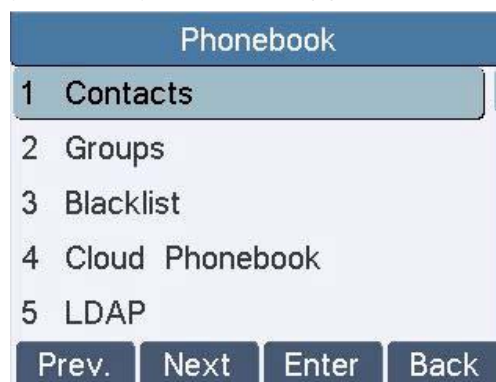 Phonebook
1 Contacts
2 Groups
3 Blacklist
4 Cloud Phonebook
5 LDAP
Prev. Next Enter Back